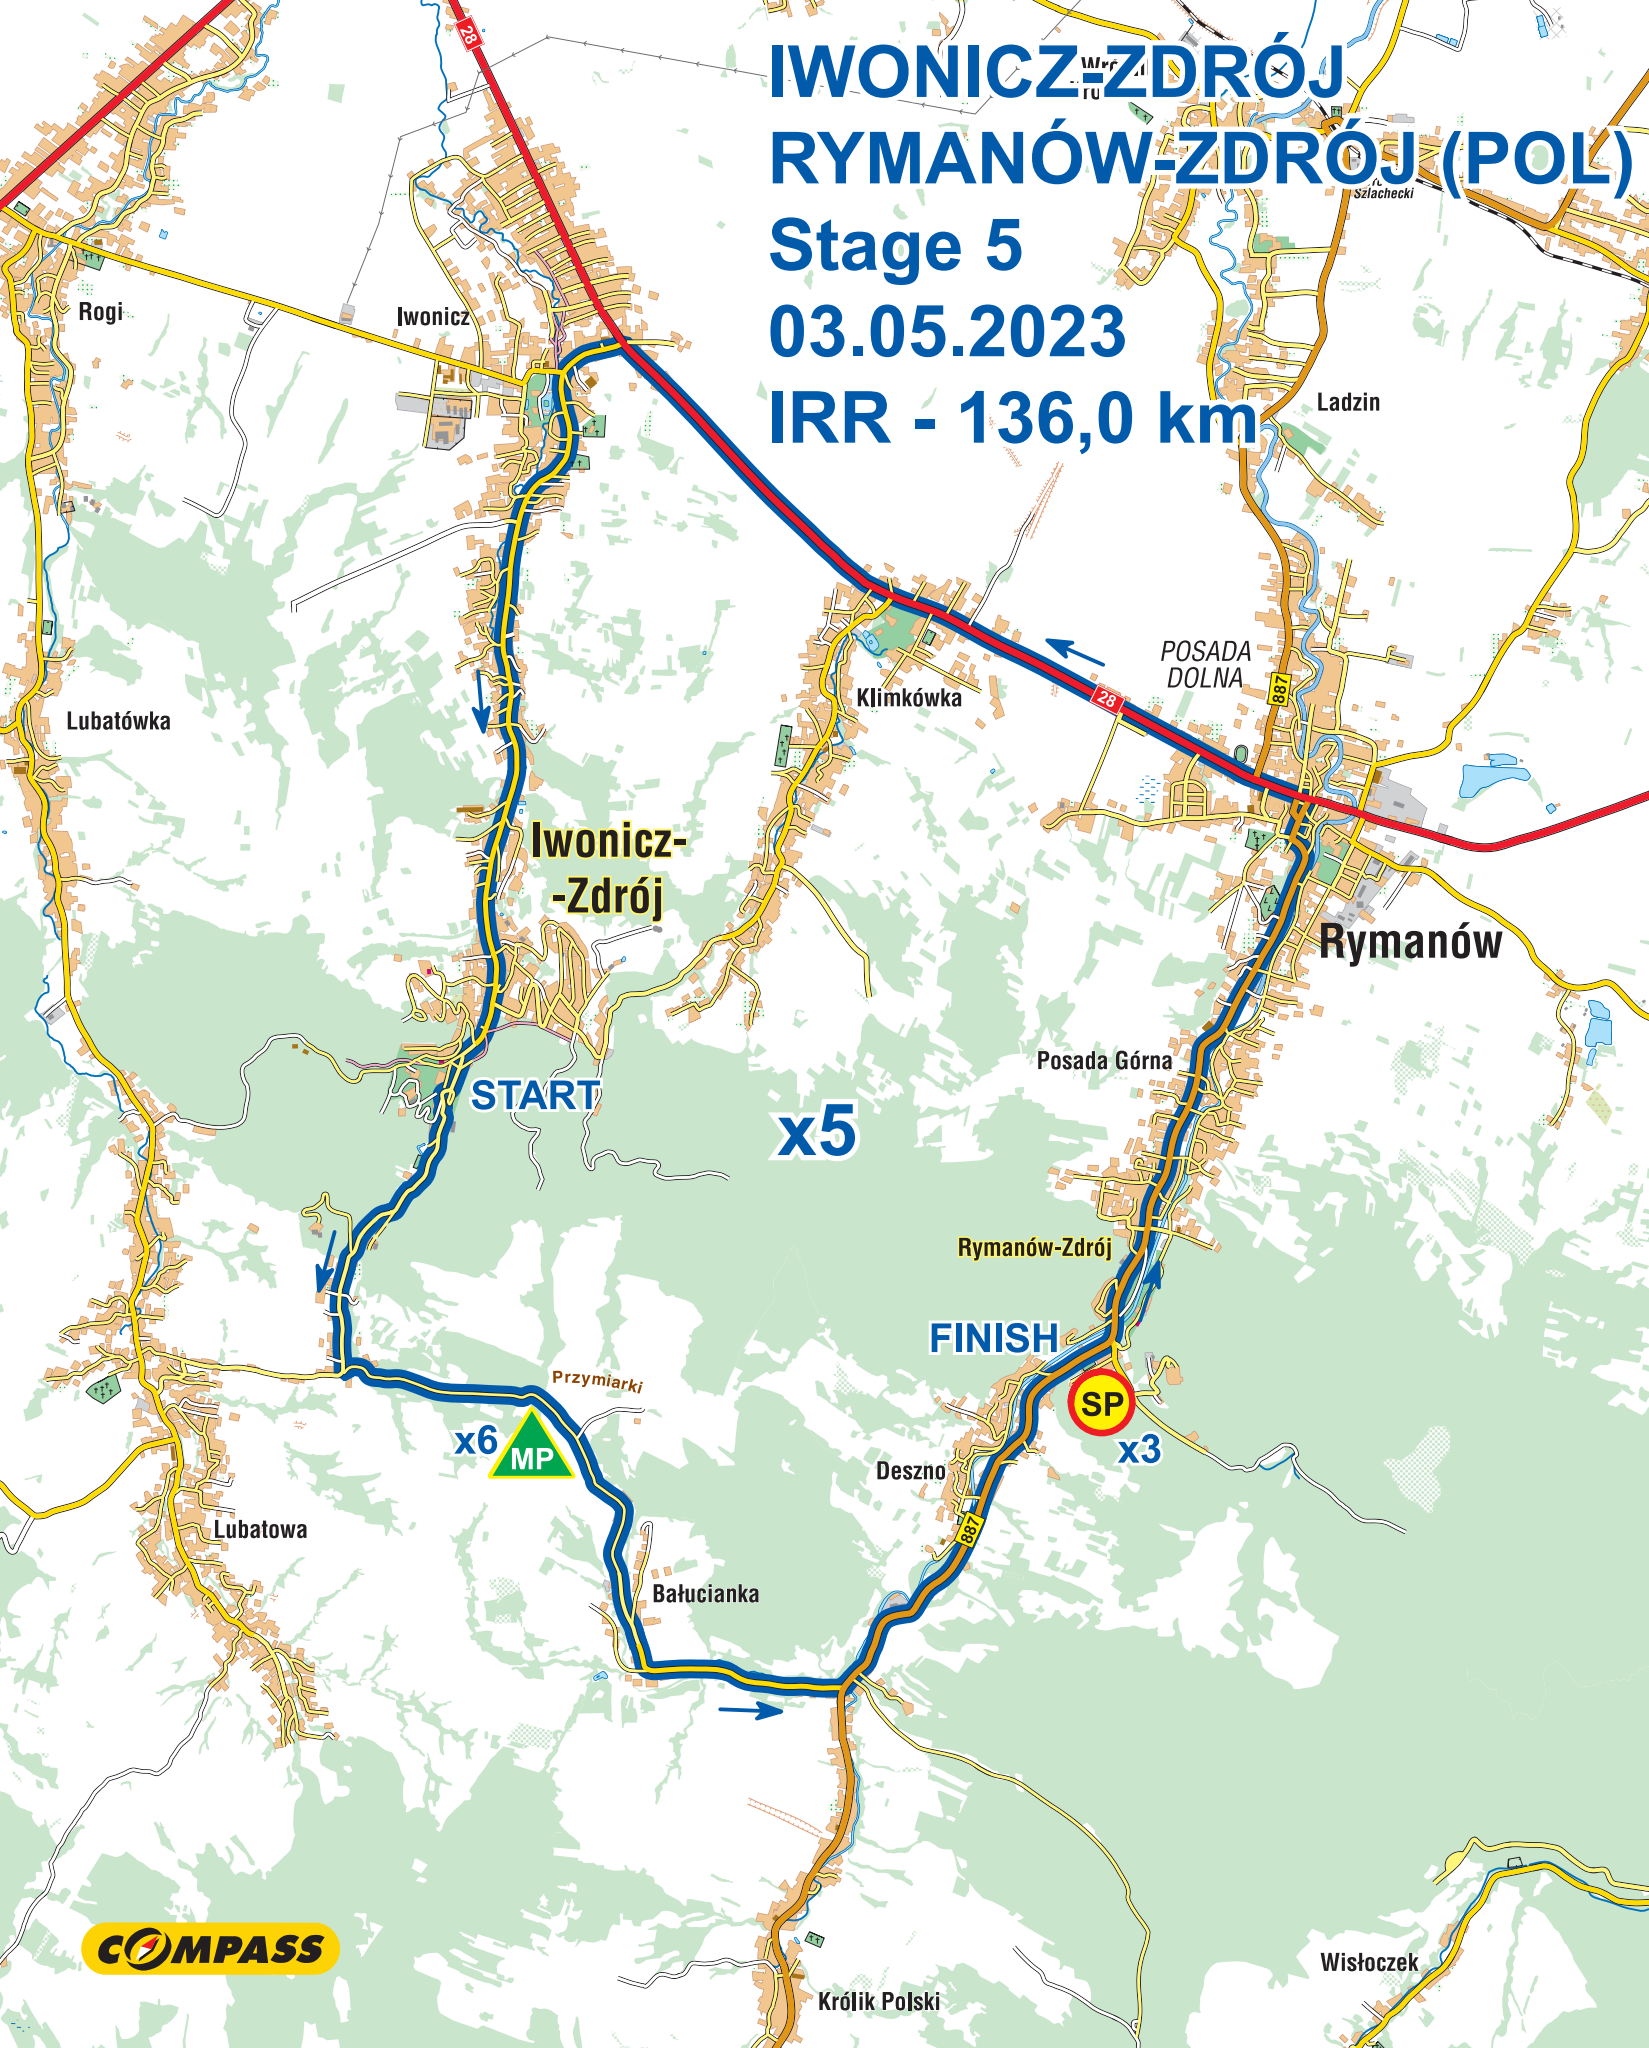 28
IWONICZ-ZDRÓJ
RYMANÓW-ZDRÓJ (POL)
Szlachecki
Stage 5
03.05.2023
IRR - 136,0 km
Rogi
Iwonicz
Ladzin
POSADA
DOLNA
887
28
Klimkówka
Lubatówka
Iwonicz-
-Zdrój
Rymanów
Posada Górna
START
x5
Rymanów-Zdrój
FINISH
Przymiarki
SP
x3
x6
MP
Deszno
887
Lubatowa
Bałucianka
COMPASS
Wisłoczek
Królik Polski